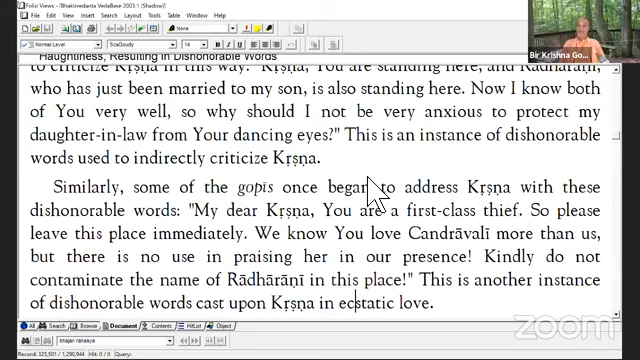 Folio Views - [Bhaktivedanta VedaBase 2003.1 (Shadow)]
File Edit View Search Layout Insert Tools Window Help
<None>
Normal Level ScaGoudy 14
Haughtiness, Resulting in Dishonorable Words
to criticize Kṛṣṇa in this way: "Kṛṣṇa, You are standing here, and Rādhārāṇī,
who has just been married to my son, is also standing here. Now I know both
of You very well, so why should I not be very anxious to protect my
daughter-in-law from Your dancing eyes?" This is an instance of dishonorable
words used to indirectly criticize Kṛṣṇa.
Similarly, some of the gopīs once began to address Kṛṣṇa with these
dishonorable words: "My dear Kṛṣṇa, You are a first-class thief. So please
leave this place immediately. We know You love Candrāvalī more than us,
but there is no use in praising her in our presence! Kindly do not
contaminate the name of Rādhārāṇī in this place!" This is another instance
of dishonorable words cast upon Kṛṣṇa in ecstatic love.
All Search Browse Document Contents HitList Object
bhajan rahasya
Record: 325,501 / 1,298,944 Hit: 0 / 0 Query:
Bir Krishna Go...
zoom